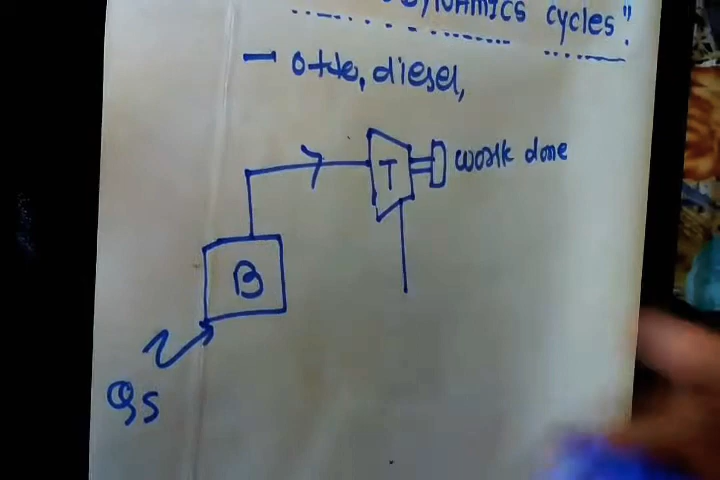 cycles"
- otto, diesel,
T work done
B
Qs